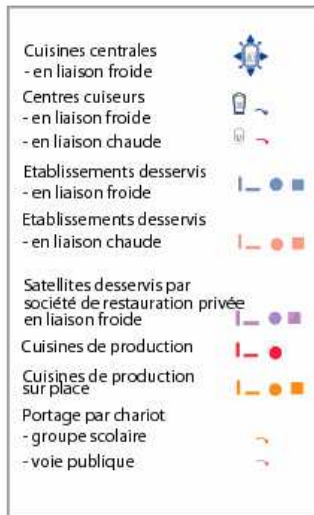 Cuisines centrales
- en liaison froide
Centres cuiseurs
- en liaison froide
- en liaison chaude
Etablissements desservis
- en liaison froide
Etablissements desservis
- en liaison chaude
Satellites desservis par
société de restauration privée
en liaison froide
Cuisines de production
Cuisines de production
sur place
Portage par chariot
- groupe scolaire
- voie publique